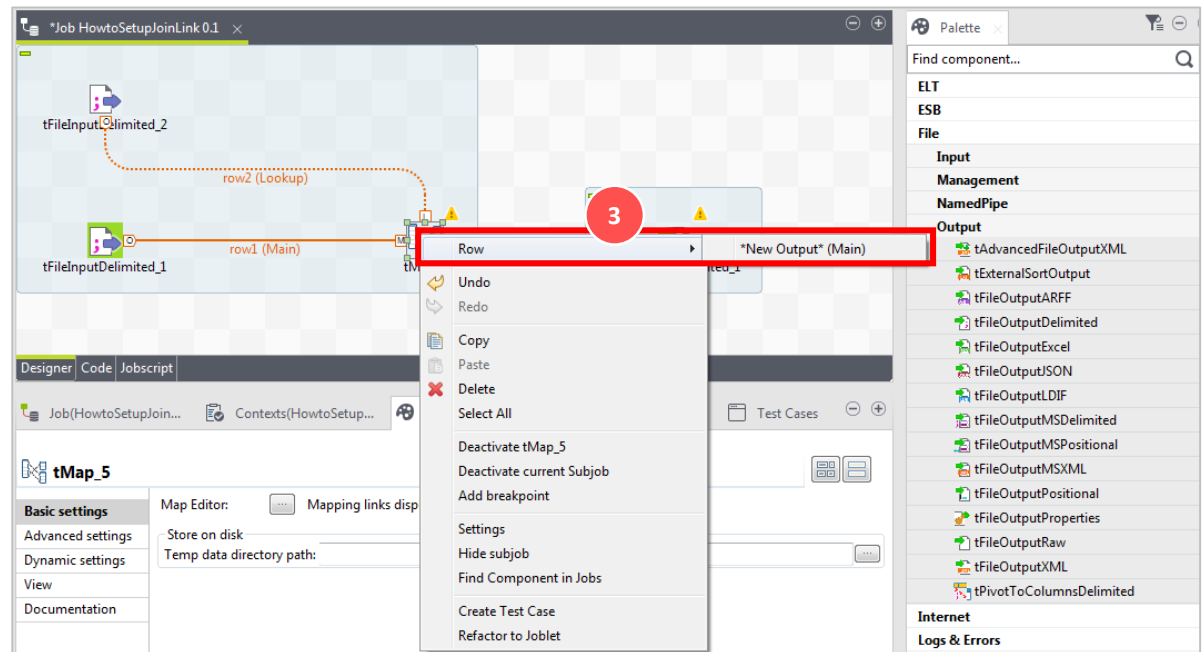 *Job HowtoSetupJoinLink 0.1
tFileInputDelimited_2
row2 (Lookup)
row1 (Main)
tFileInputDelimited_1
3
Row
*New Output* (Main)
Undo
Redo
Copy
Paste
Delete
Select All
Deactivate tMap_5
Deactivate current Subjob
Add breakpoint
Settings
Hide subjob
Find Component in Jobs
Create Test Case
Refactor to Joblet
Designer
Code
Jobscript
Job(HowtoSetupJoin...
Contexts(HowtoSetup...
Test Cases
tMap_5
Basic settings
Advanced settings
Dynamic settings
View
Documentation
Map Editor:
...
Mapping links disp
Store on disk
Temp data directory path:
...
Palette
Find component...
ELT
ESB
File
Input
Management
NamedPipe
Output
tAdvancedFileOutputXML
tExternalSortOutput
tFileOutputARFF
tFileOutputDelimited
tFileOutputExcel
tFileOutputJSON
tFileOutputLDIF
tFileOutputMSDelimited
tFileOutputMSPositional
tFileOutputMSXML
tFileOutputPositional
tFileOutputProperties
tFileOutputRaw
tFileOutputXML
tPivotToColumnsDelimited
Internet
Logs & Errors